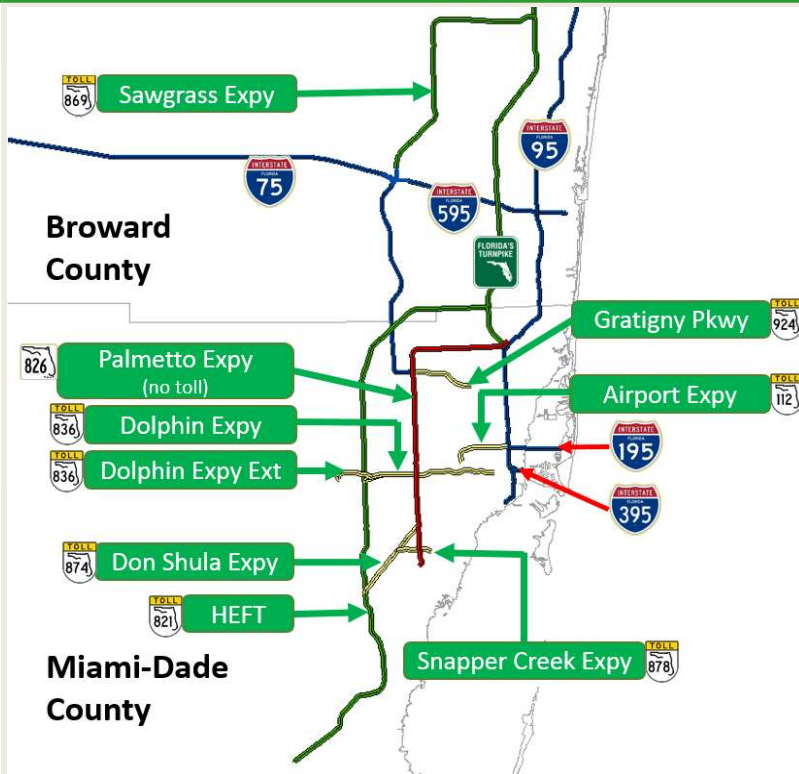 TOLL
869
Sawgrass Expy
INTERSTATE
FLORIDA
95
INTERSTATE
FLORIDA
75
INTERSTATE
FLORIDA
595
Broward
County
FLORIDA'S
TURNPIKE
Gratigny Pkwy
TOLL
924
826
Palmetto Expy
(no toll)
Airport Expy
TOLL
112
TOLL
836
Dolphin Expy
INTERSTATE
FLORIDA
195
TOLL
836
Dolphin Expy Ext
INTERSTATE
FLORIDA
395
TOLL
874
Don Shula Expy
TOLL
821
HEFT
Miami-Dade
County
Snapper Creek Expy
TOLL
878